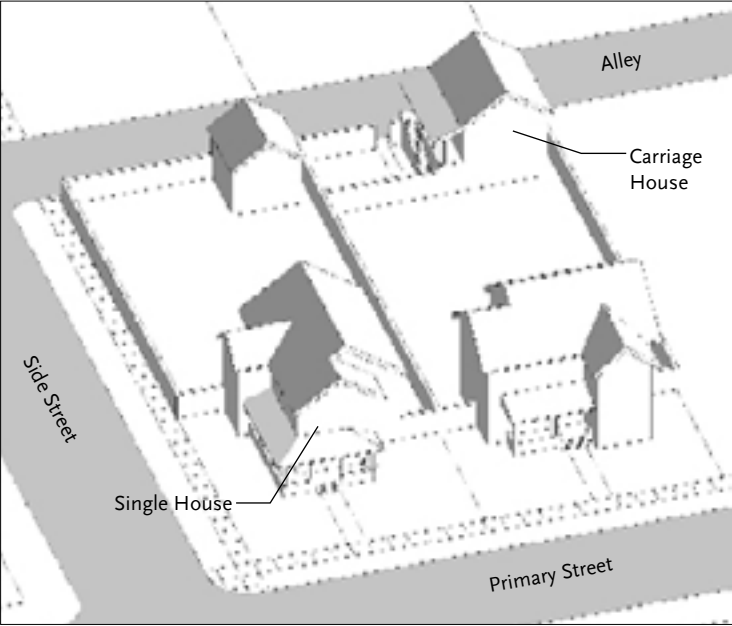 Alley
Carriage
House
Side Street
Single House
Primary Street